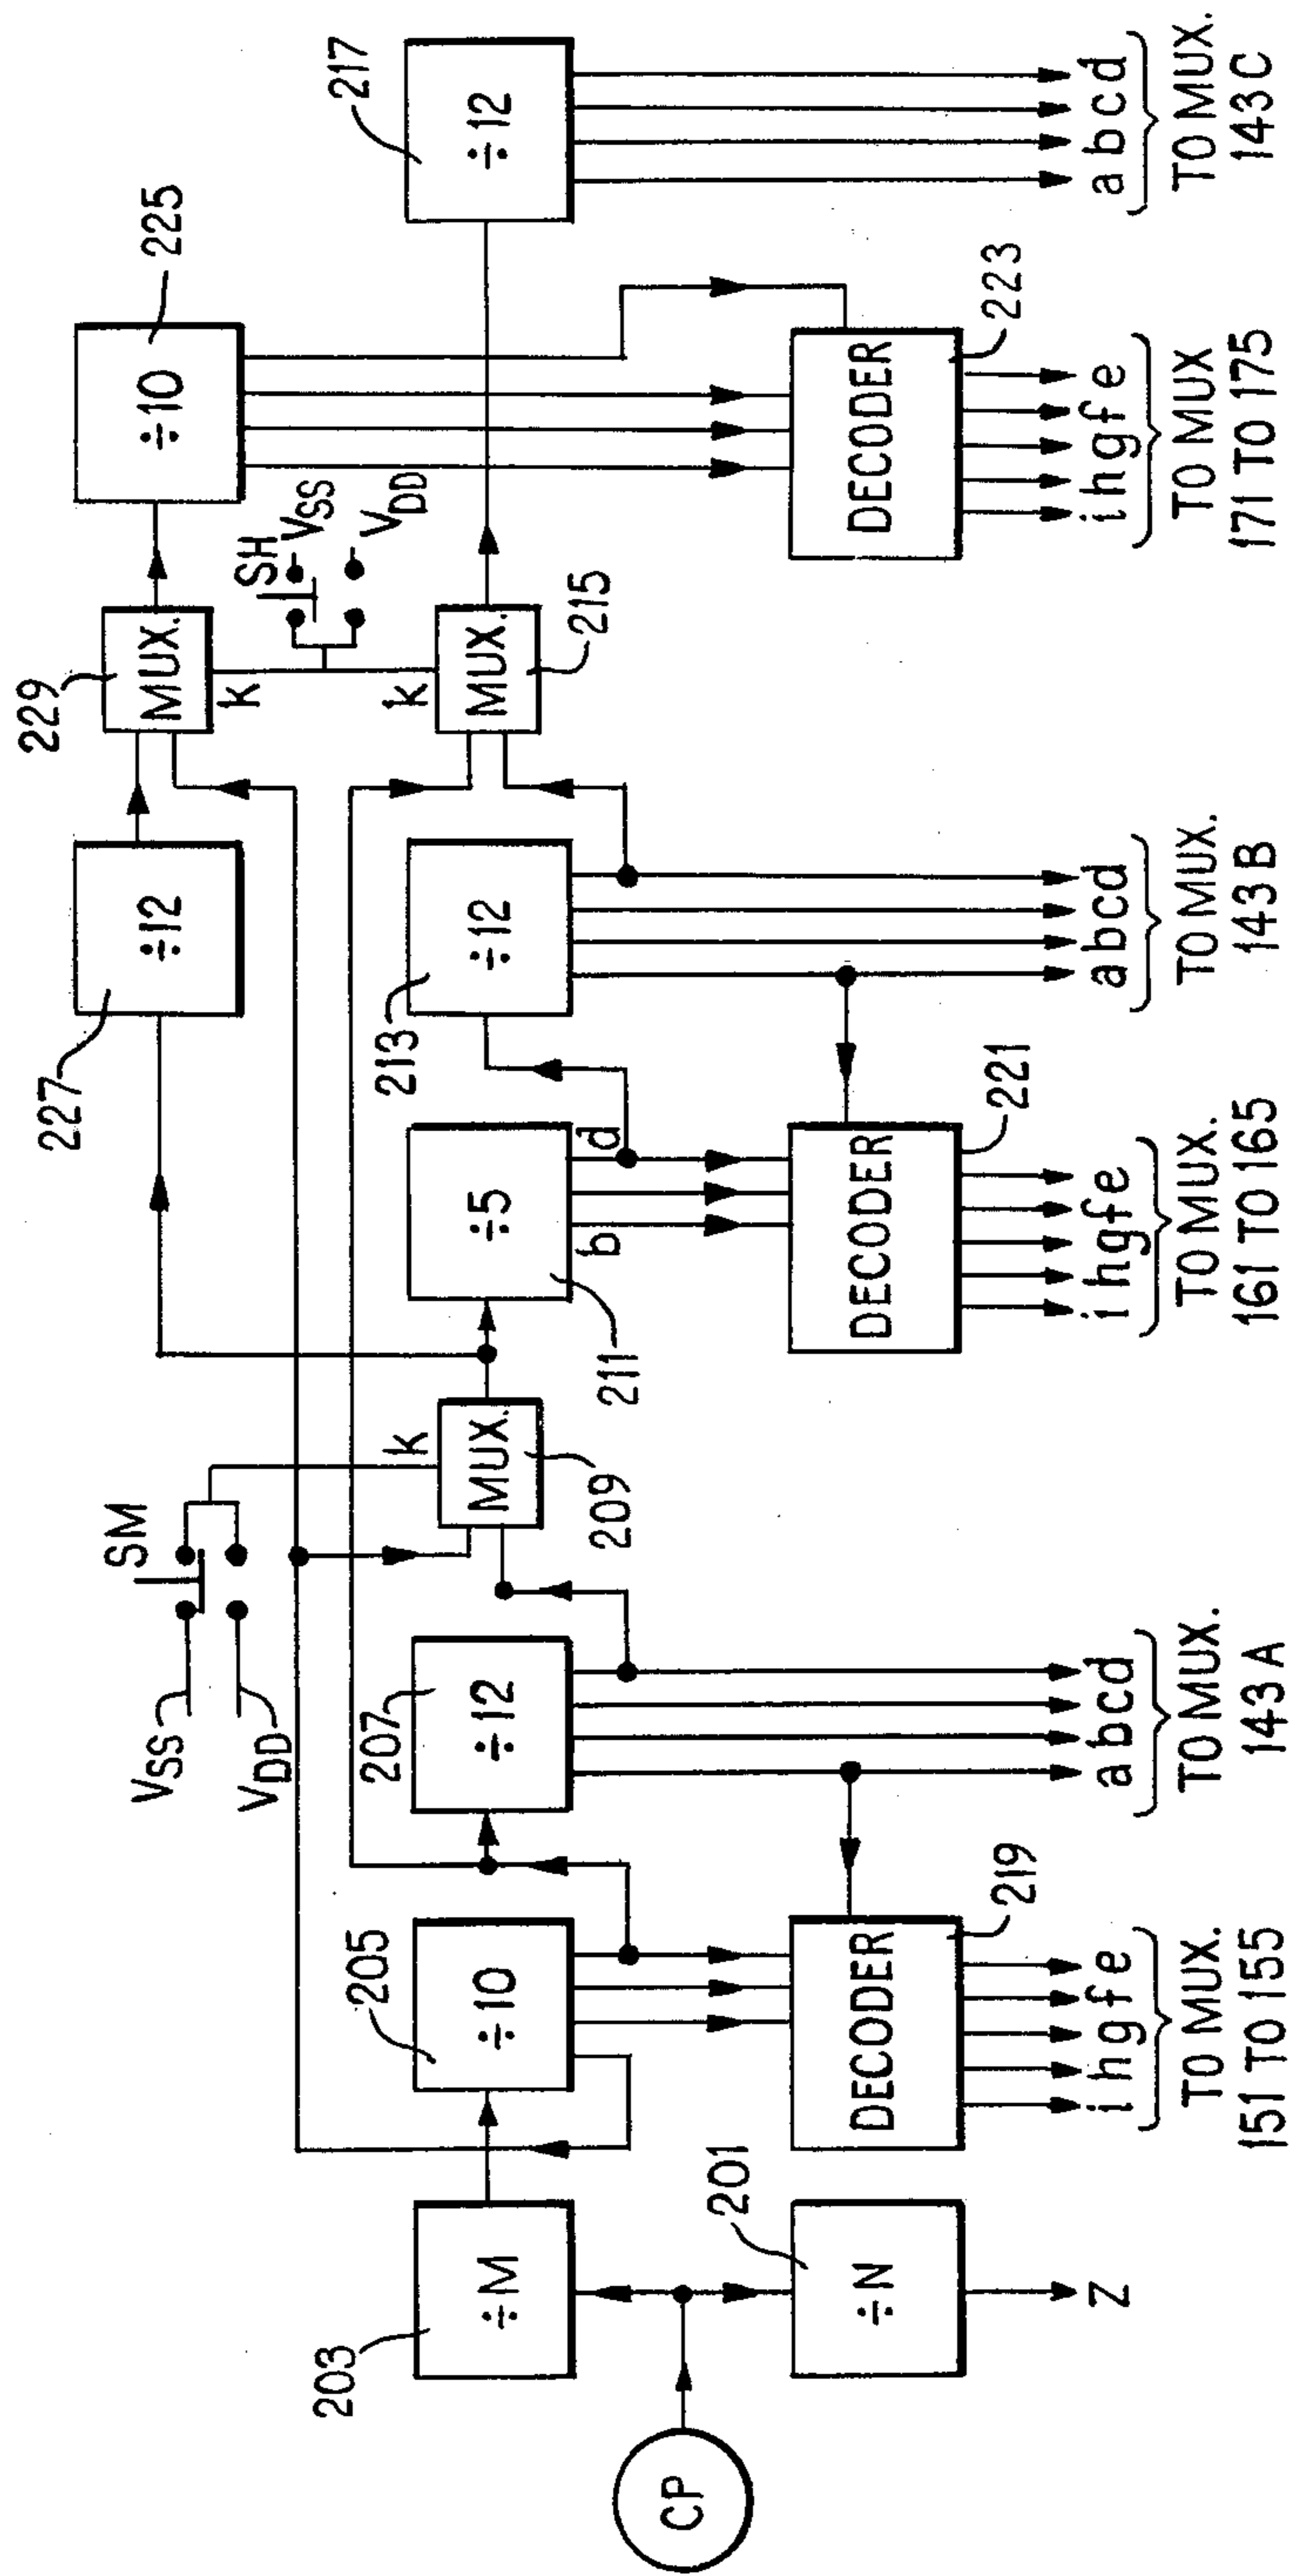 CP
203
÷M
÷N
201
Z
205
÷10
DECODER
219
i h g f e
TO MUX.
151 TO 155
207
÷12
a b c d
TO MUX.
143 A
VSS
VDD
SM
k
MUX.
209
211
÷5
b
d
DECODER
221
i h g f e
TO MUX.
161 TO 165
227
÷12
213
÷12
a b c d
TO MUX.
143 B
229
MUX.
k
SH
VSS
VDD
k
MUX.
215
÷10
225
DECODER
223
i h g f e
TO MUX
171 TO 175
217
÷12
a b c d
TO MUX.
143 C